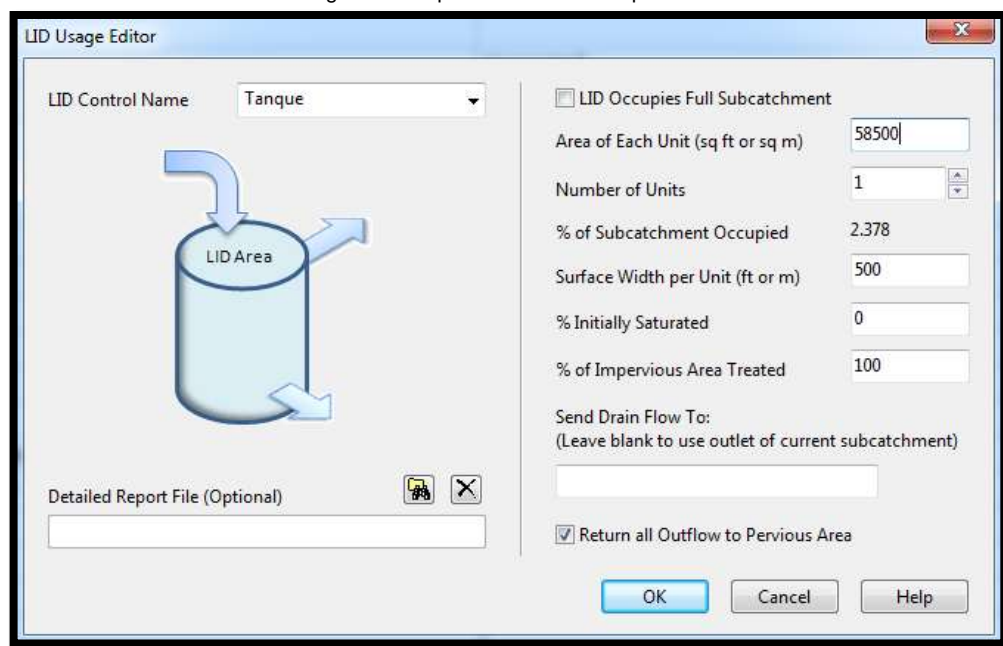 LID Usage Editor
LID Control Name
Tanque
LID Area
Detailed Report File (Optional)
LID Occupies Full Subcatchment
Area of Each Unit (sq ft or sq m)
58500
Number of Units
1
% of Subcatchment Occupied
2.378
Surface Width per Unit (ft or m)
500
% Initially Saturated
0
% of Impervious Area Treated
100
Send Drain Flow To:
(Leave blank to use outlet of current subcatchment)
Return all Outflow to Pervious Area
OK
Cancel
Help